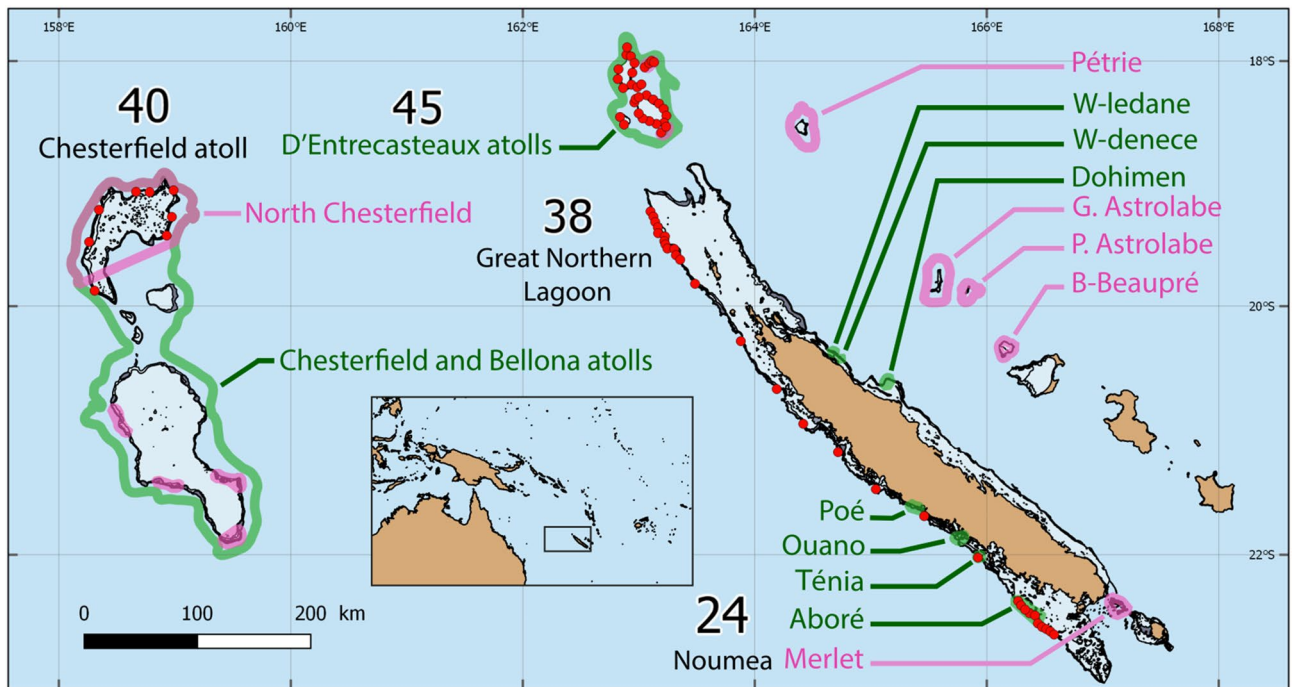 158°E
160°E
162°E
164°E
166°E
168°E
18°S
20°S
22°S
40
Chesterfield atoll
North Chesterfield
45
D'Entrecasteaux atolls
38
Great Northern
Lagoon
Chesterfield and Bellona atolls
Pétrie
W-ledane
W-denece
Dohimen
G. Astrolabe
P. Astrolabe
B-Beaupré
Poé
Ouano
Ténia
Aboré
24
Noumea
Merlet
0 100 200 km